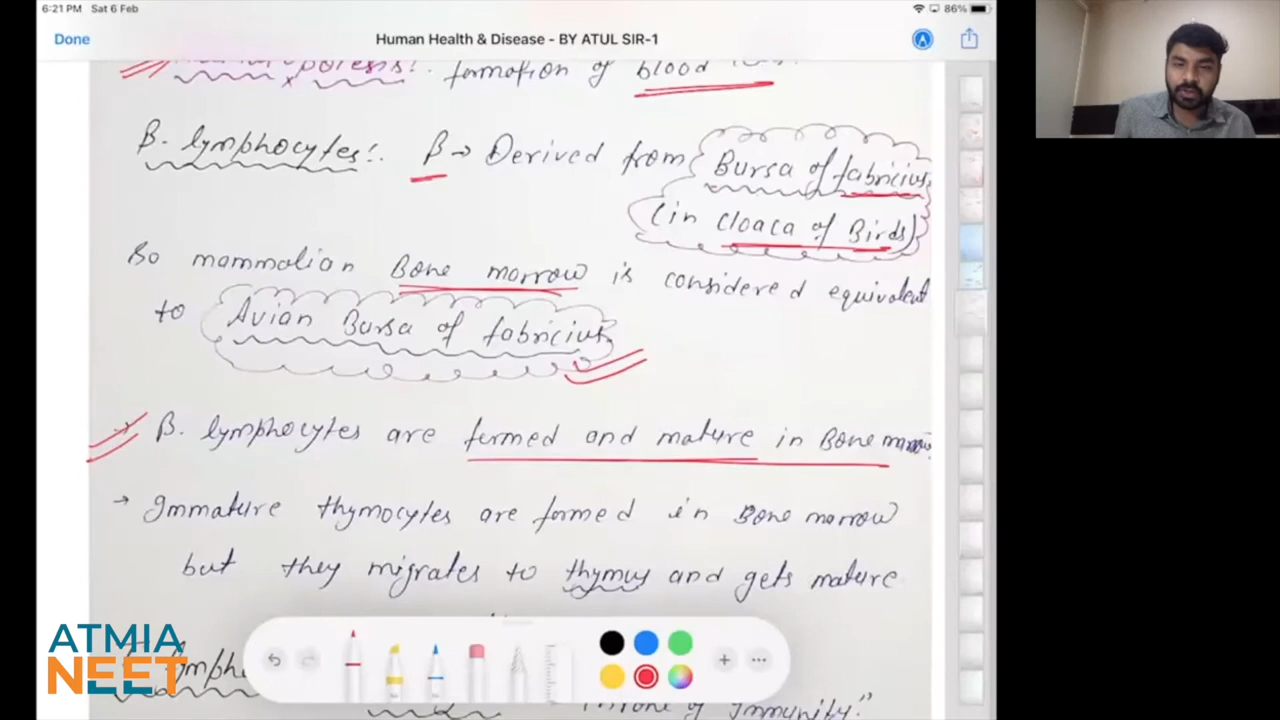 6:21 PM Sat 6 Feb
86%
Done
Human Health & Disease - BY ATUL SIR-1
formation of blood
B. lymphocytes:. B → Derived from Bursa of fabricius
(in cloaca of Birds)
So mammalian Bone marrow is considered equivalent
to Avian Bursa of fabricius
→ B. lymphocytes are formed and mature in Bone marrow.
→ Immature thymocytes are formed in Bone marrow
but they migrates to thymus and gets mature
of Immunity"
ATMIA
NEET